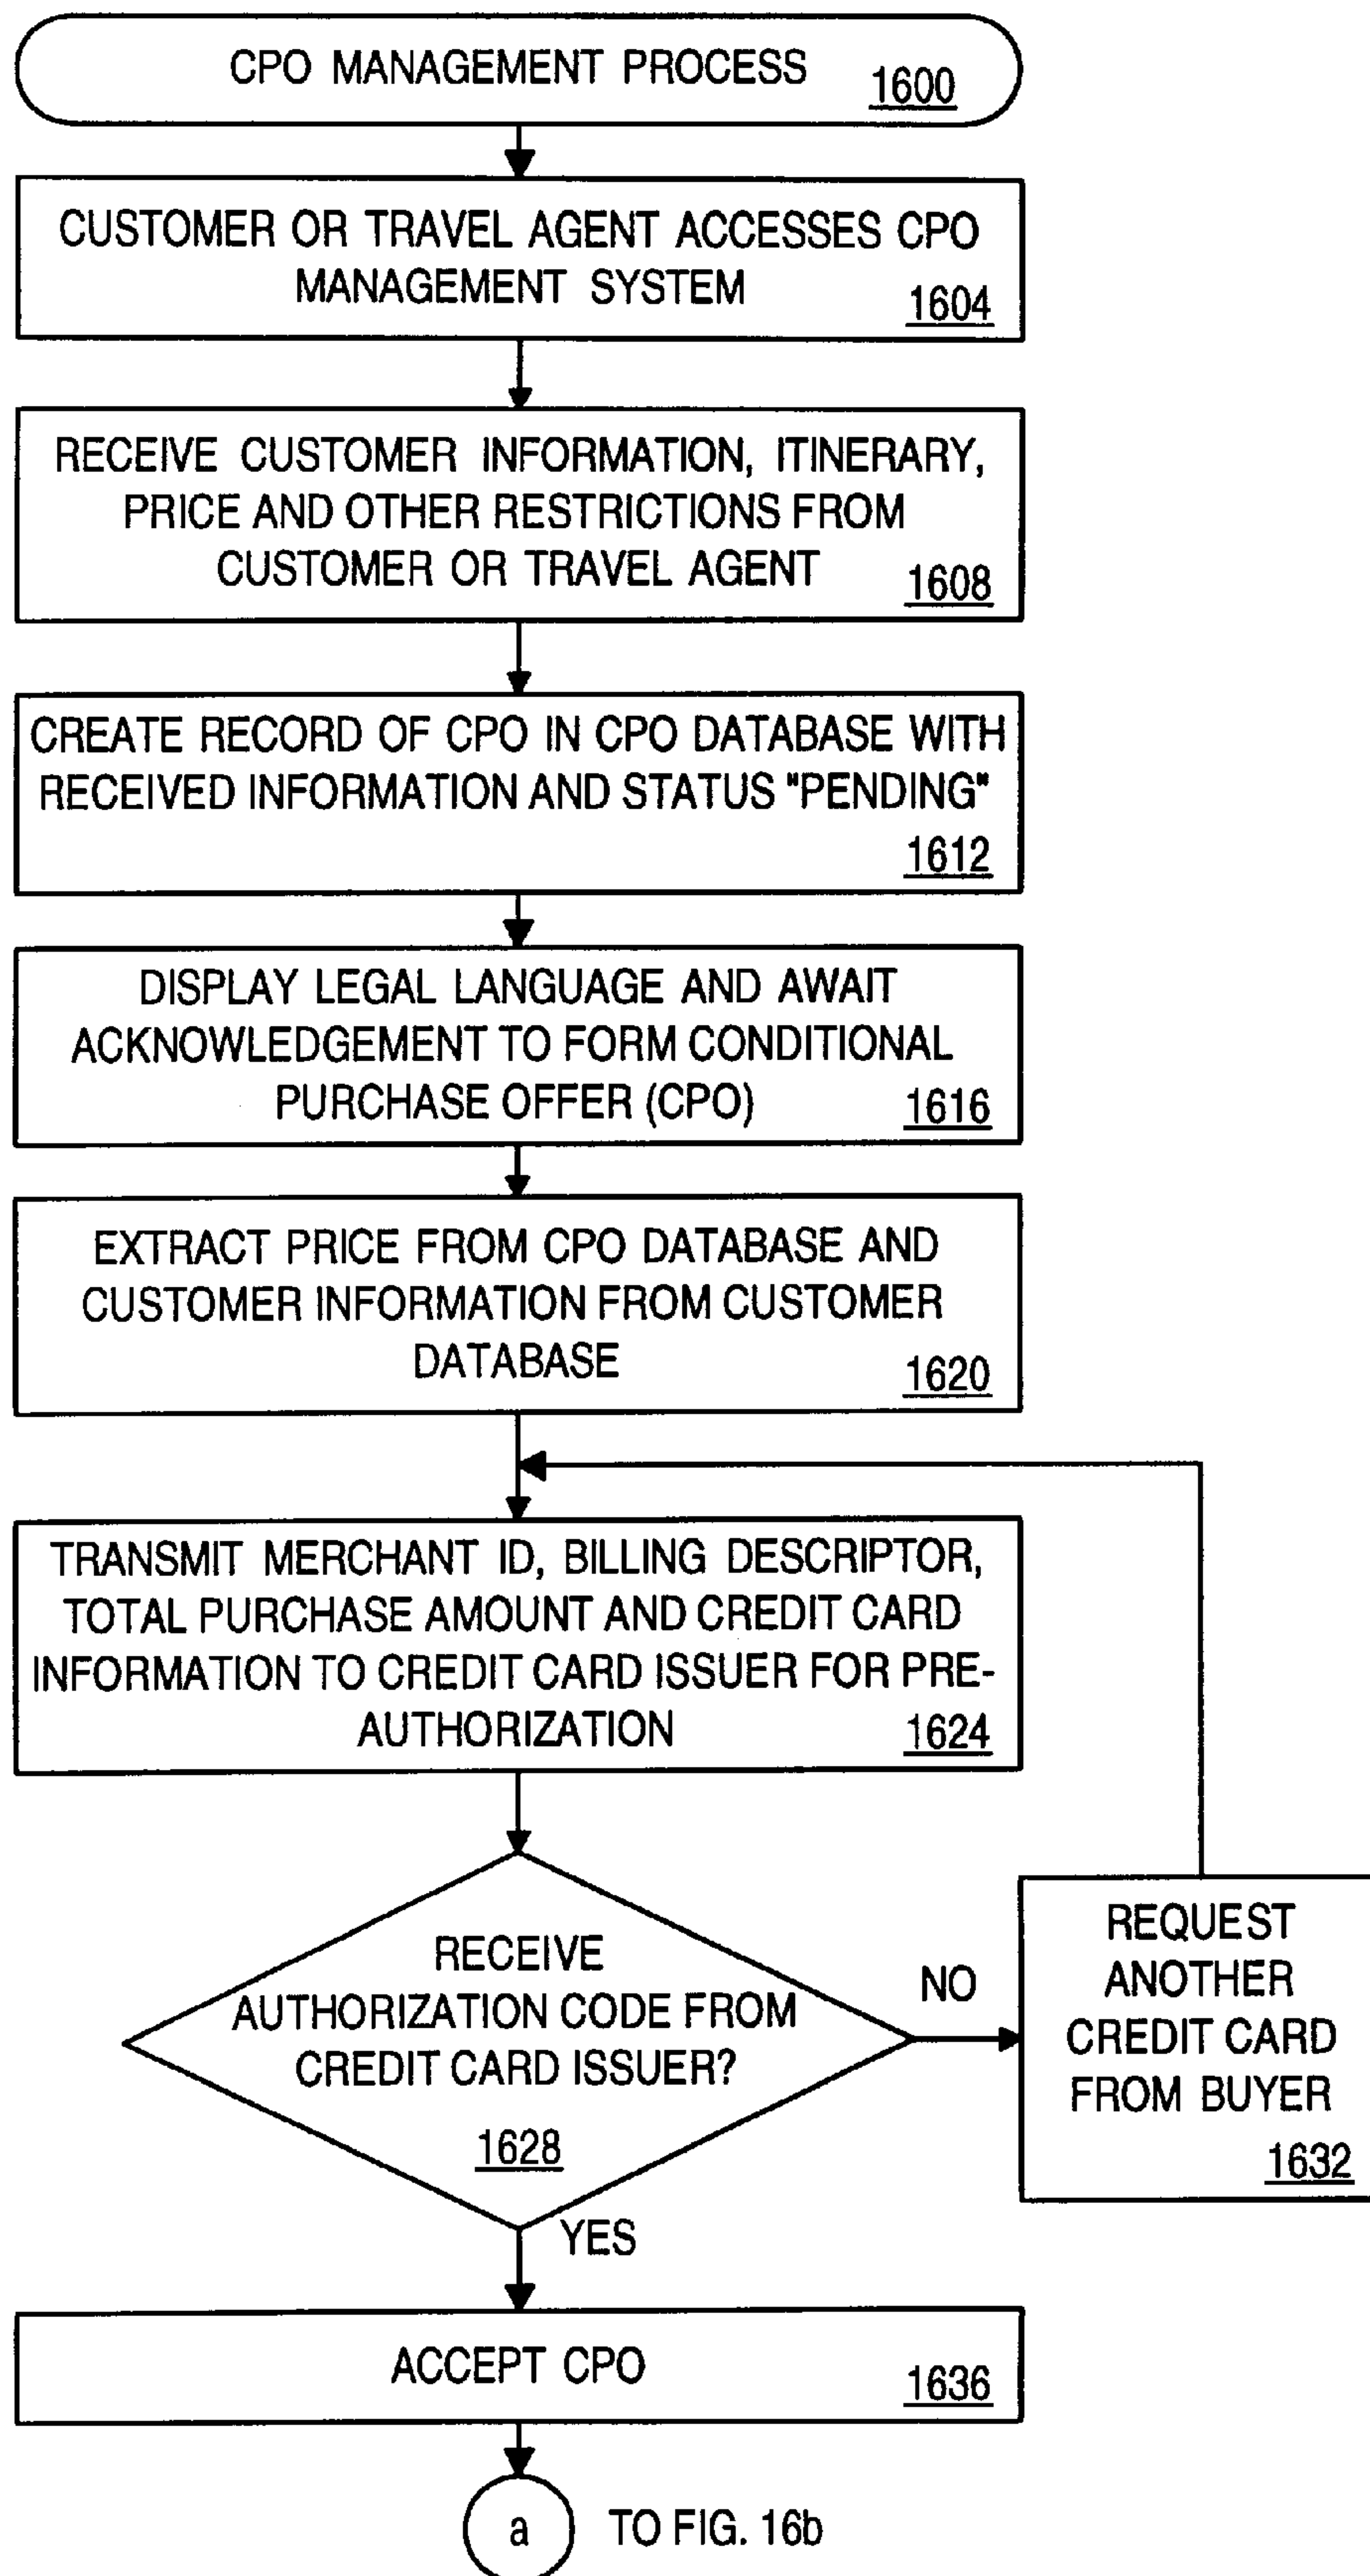 CPO MANAGEMENT PROCESS 1600
CUSTOMER OR TRAVEL AGENT ACCESSES CPO
MANAGEMENT SYSTEM
1604
RECEIVE CUSTOMER INFORMATION, ITINERARY,
PRICE AND OTHER RESTRICTIONS FROM
CUSTOMER OR TRAVEL AGENT
1608
CREATE RECORD OF CPO IN CPO DATABASE WITH
RECEIVED INFORMATION AND STATUS "PENDING"
1612
DISPLAY LEGAL LANGUAGE AND AWAIT
ACKNOWLEDGEMENT TO FORM CONDITIONAL
PURCHASE OFFER (CPO)
1616
EXTRACT PRICE FROM CPO DATABASE AND
CUSTOMER INFORMATION FROM CUSTOMER
DATABASE
1620
TRANSMIT MERCHANT ID, BILLING DESCRIPTOR,
TOTAL PURCHASE AMOUNT AND CREDIT CARD
INFORMATION TO CREDIT CARD ISSUER FOR PRE-
AUTHORIZATION
1624
RECEIVE
AUTHORIZATION CODE FROM
CREDIT CARD ISSUER?
1628
NO
REQUEST
ANOTHER
CREDIT CARD
FROM BUYER
1632
YES
ACCEPT CPO
1636
a TO FIG. 16b